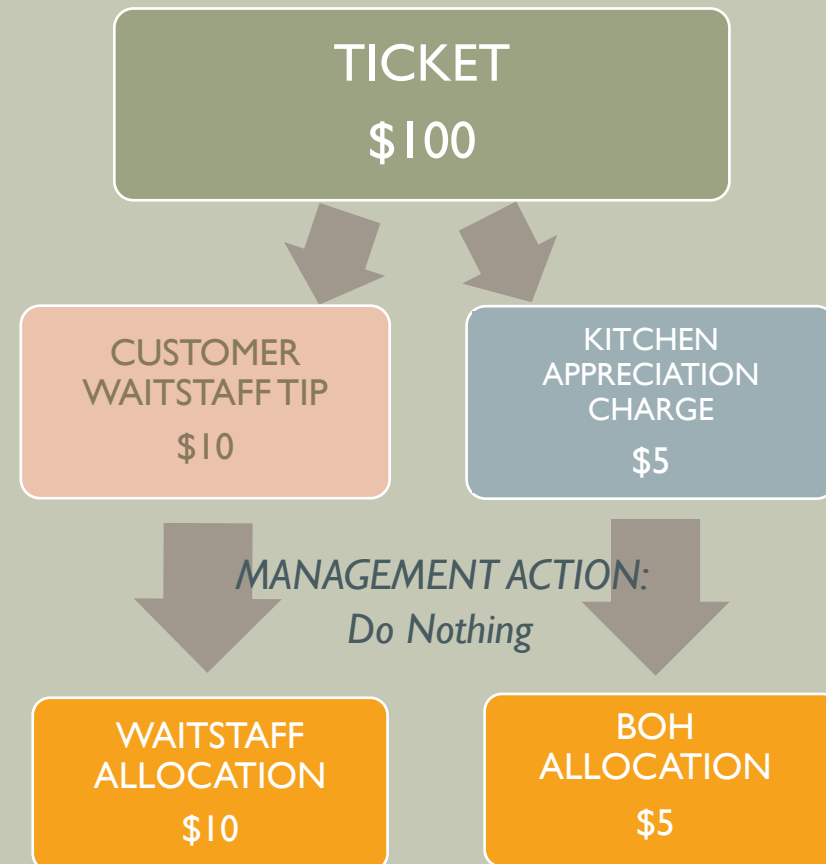 TICKET
$100
CUSTOMER
WAITSTAFF TIP
$10
KITCHEN
APPRECIATION
CHARGE
$5
MANAGEMENT ACTION:
Do Nothing
WAITSTAFF
ALLOCATION
$10
BOH
ALLOCATION
$5